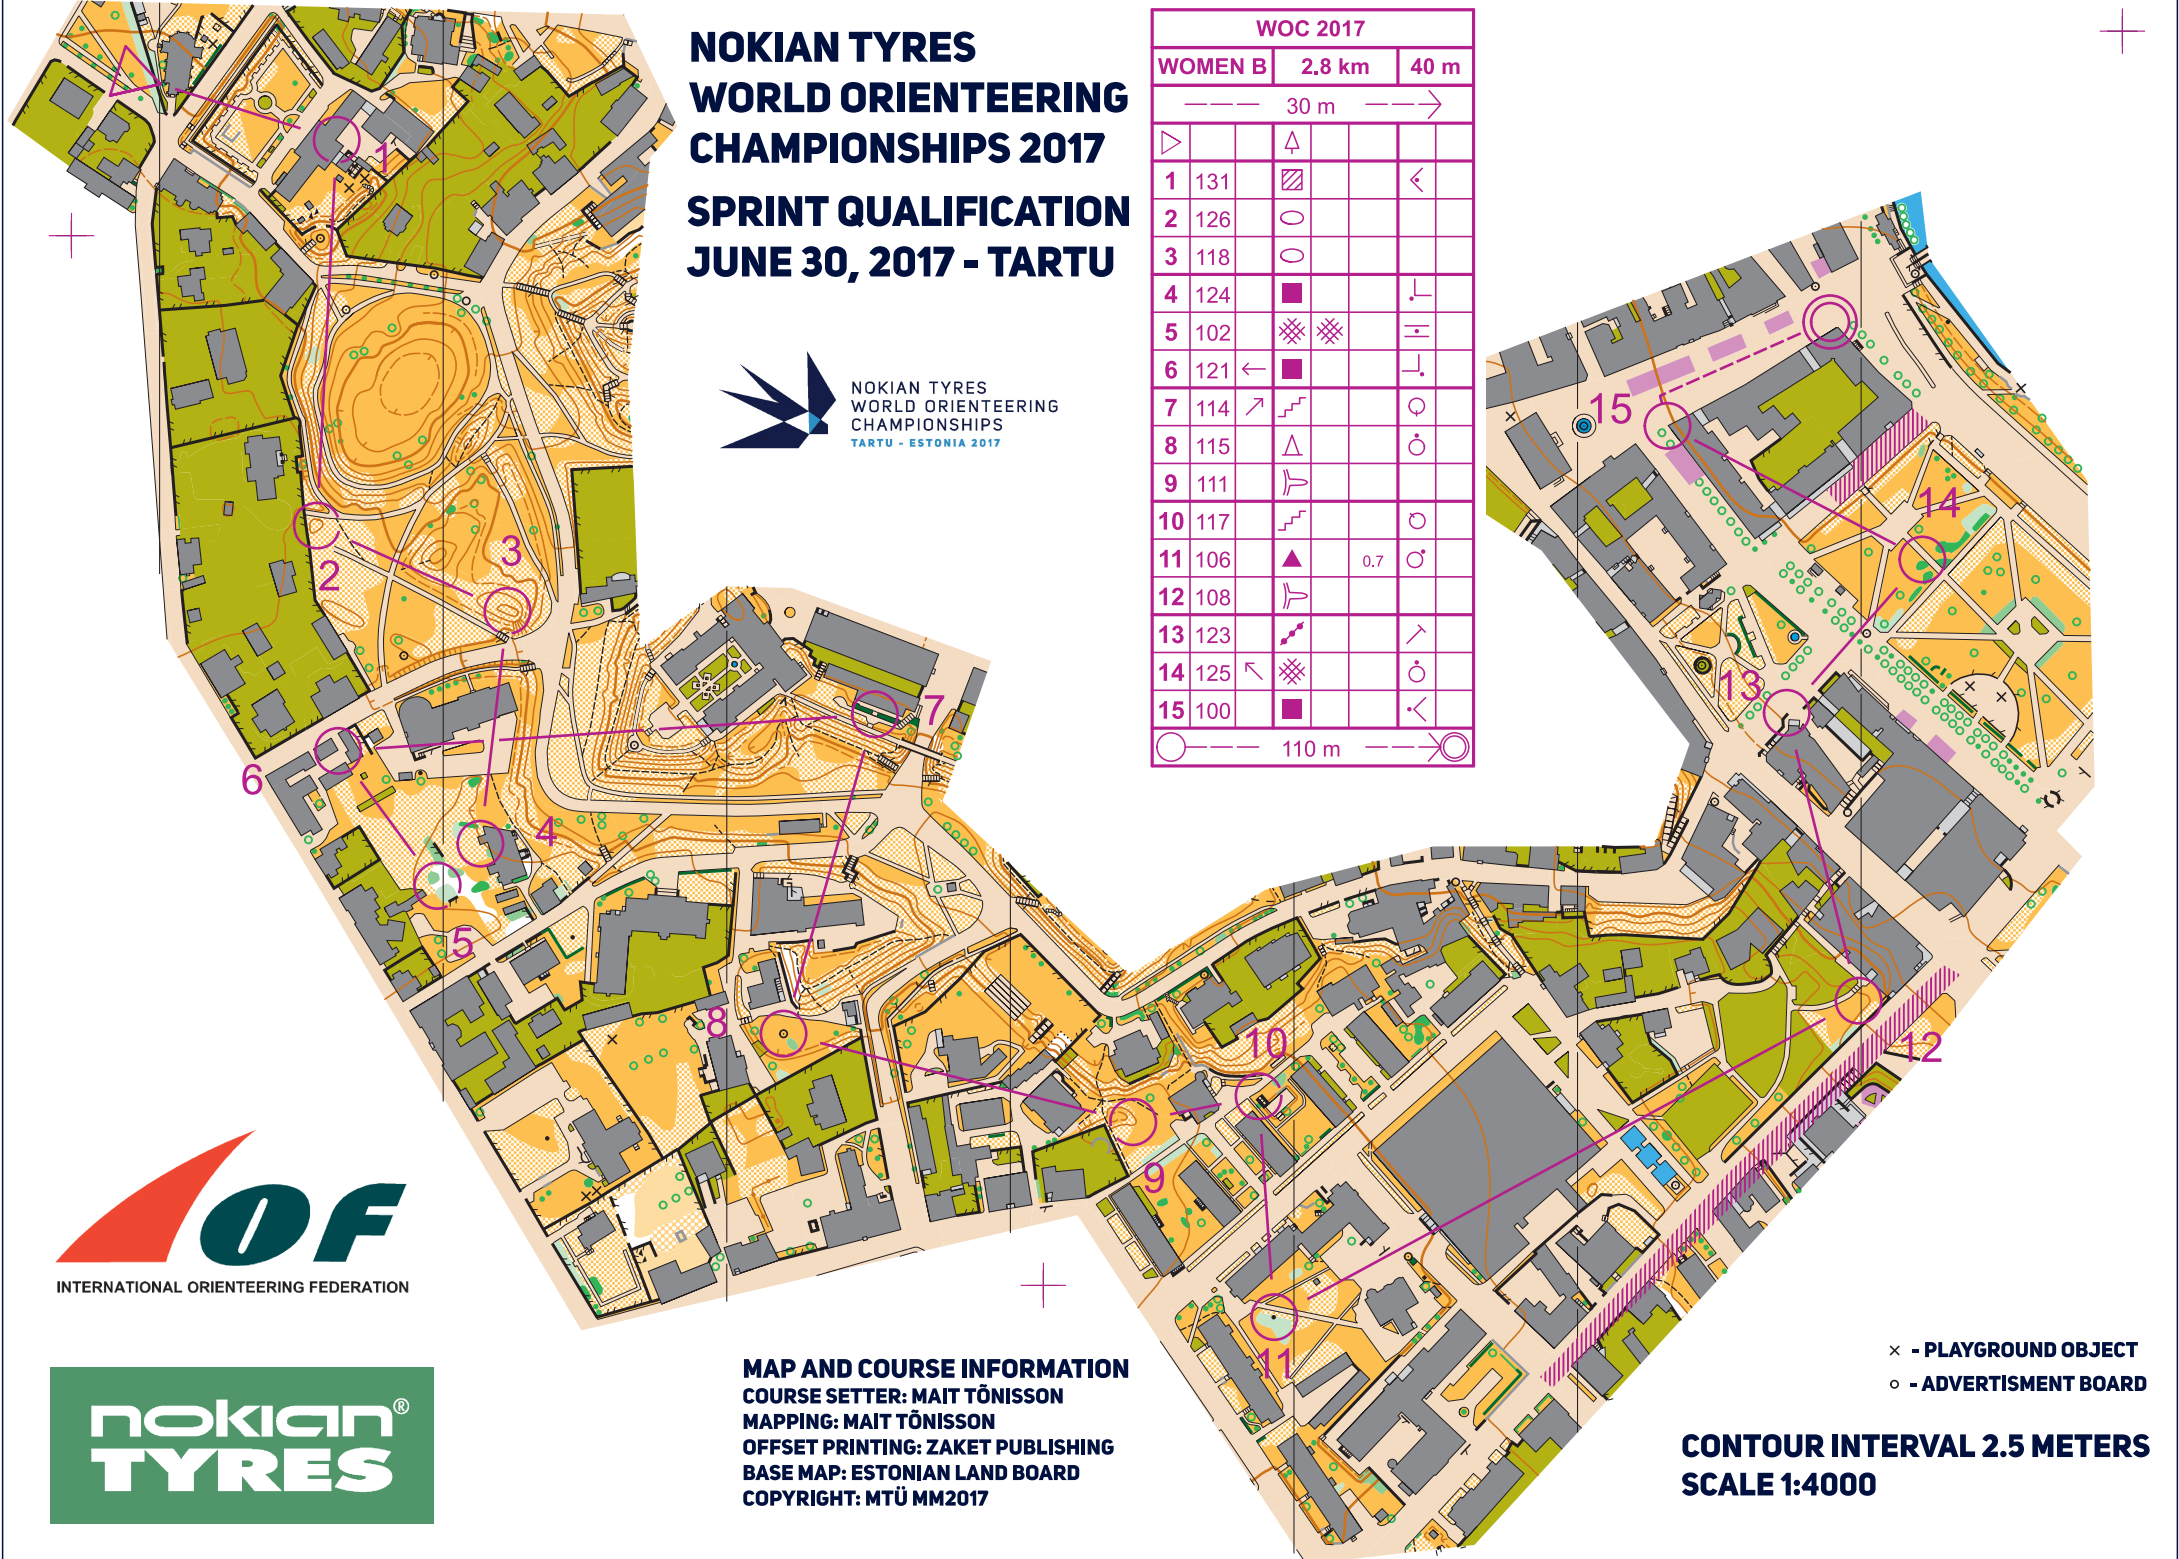 NOKIAN TYRES
WORLD ORIENTEERING
CHAMPIONSHIPS 2017
SPRINT QUALIFICATION
JUNE 30, 2017 - TARTU
NOKIAN TYRES
WORLD ORIENTEERING
CHAMPIONSHIPS
TARTU - ESTONIA 2017
WOC 2017
WOMEN B 2.8 km 40 m
30 m
1 131
2 126
3 118
4 124
5 102
6 121
7 114
8 115
9 111
10 117
11 106 0.7
12 108
13 123
14 125
15 100
110 m
1
2
3
4
5
6
7
8
9
10
11
12
13
14
15
IOF
INTERNATIONAL ORIENTEERING FEDERATION
nokian®
TYRES
MAP AND COURSE INFORMATION
COURSE SETTER: MAIT TÕNISSON
MAPPING: MAIT TÕNISSON
OFFSET PRINTING: ZAKET PUBLISHING
BASE MAP: ESTONIAN LAND BOARD
COPYRIGHT: MTÜ MM2017
× - PLAYGROUND OBJECT
○ - ADVERTISMENT BOARD
CONTOUR INTERVAL 2.5 METERS
SCALE 1:4000